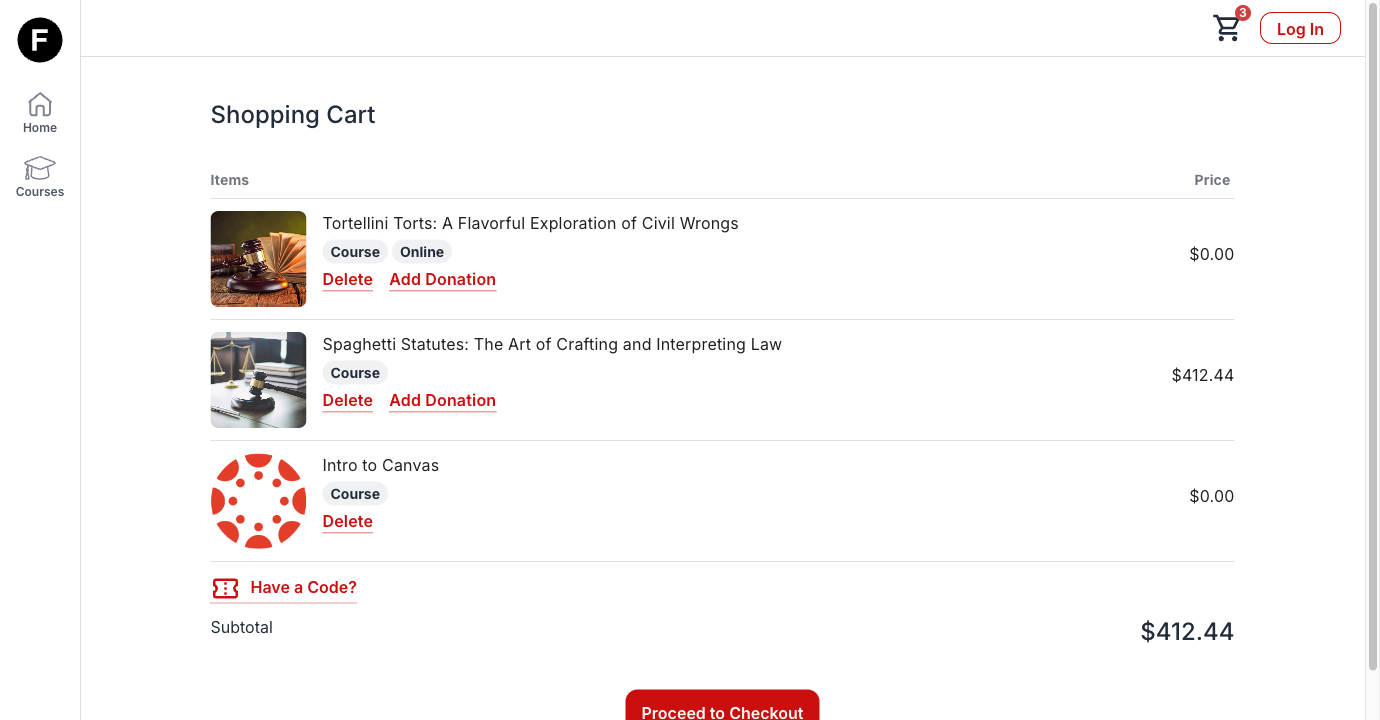 F
3
Log In
Home
Courses
Shopping Cart
Items Price
Tortellini Torts: A Flavorful Exploration of Civil Wrongs
Course Online
$0.00
Delete Add Donation
Spaghetti Statutes: The Art of Crafting and Interpreting Law
Course
$412.44
Delete Add Donation
Intro to Canvas
Course
$0.00
Delete
Have a Code?
Subtotal $412.44
Proceed to Checkout